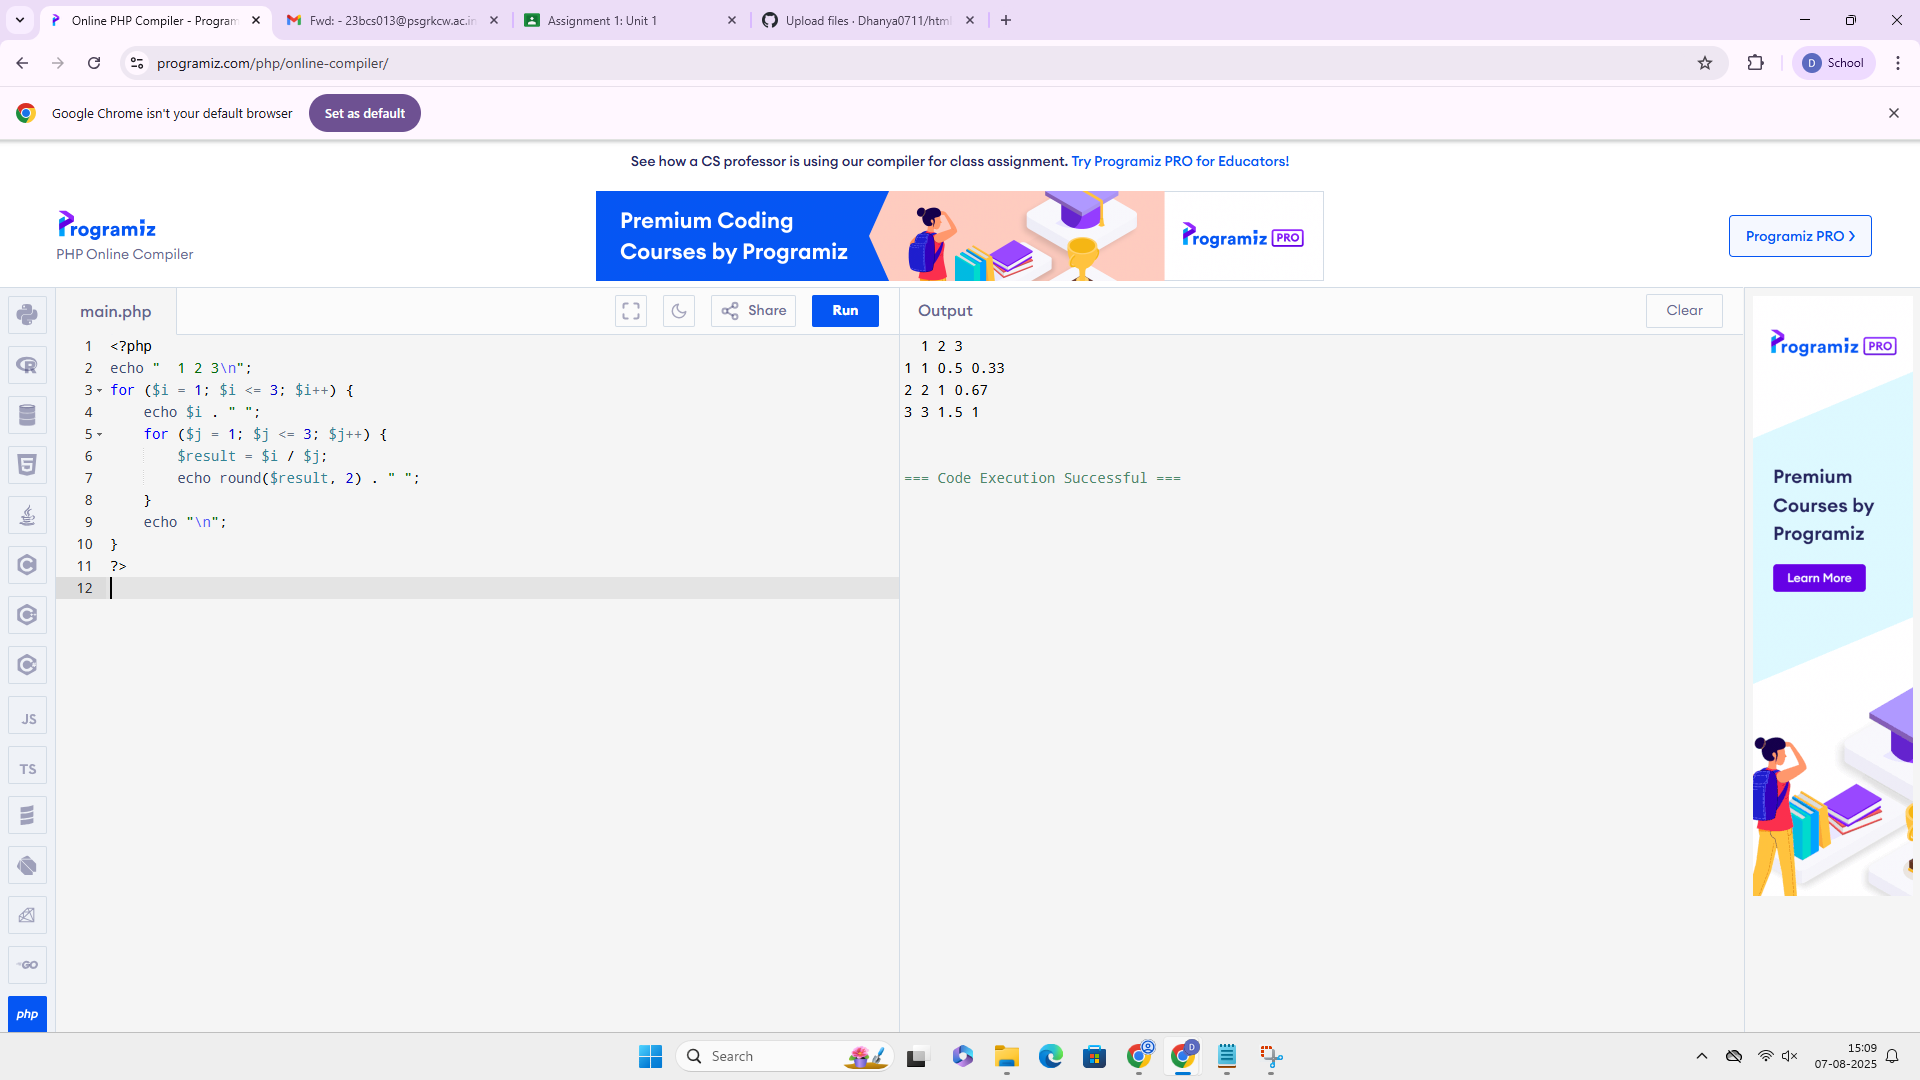 Online PHP Compiler - Program
Fwd: - 23bcs013@psgrkcw.ac.in
Assignment 1: Unit 1
Upload files · Dhanya0711/html
programiz.com/php/online-compiler/
D
School
Google Chrome isn't your default browser
Set as default
See how a CS professor is using our compiler for class assignment. Try Programiz PRO for Educators!
Programiz
PHP Online Compiler
Premium Coding
Courses by Programiz
Programiz PRO
Programiz PRO
main.php
Share
Run
Output
Clear
1 <?php
2 echo "  1 2 3\n";
3 for ($i = 1; $i <= 3; $i++) {
4     echo $i . " ";
5     for ($j = 1; $j <= 3; $j++) {
6         $result = $i / $j;
7         echo round($result, 2) . " ";
8     }
9     echo "\n";
10 }
11 ?>
12
  1 2 3
1 1 0.5 0.33
2 2 1 0.67
3 3 1.5 1
=== Code Execution Successful ===
Programiz PRO
Premium
Courses by
Programiz
Learn More
JS
TS
GO
php
Search
D
15:09
07-08-2025